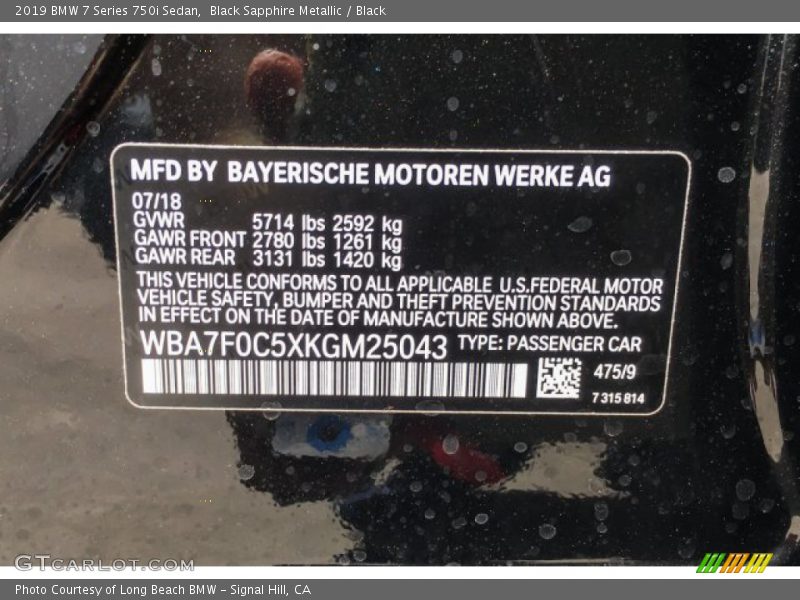 2019 BMW 7 Series 750i Sedan,  Black Sapphire Metallic / Black
MFD BY BAYERISCHE MOTOREN WERKE AG
07/18
GVWR 5714 lbs 2592 kg
GAWR FRONT 2780 lbs 1261 kg
GAWR REAR 3131 lbs 1420 kg
THIS VEHICLE CONFORMS TO ALL APPLICABLE U.S.FEDERAL MOTOR
VEHICLE SAFETY, BUMPER AND THEFT PREVENTION STANDARDS
IN EFFECT ON THE DATE OF MANUFACTURE SHOWN ABOVE.
WBA7F0C5XKGM25043 TYPE: PASSENGER CAR
475/9
7 315 814
GTCARLOT.COM
Photo Courtesy of Long Beach BMW - Signal Hill, CA